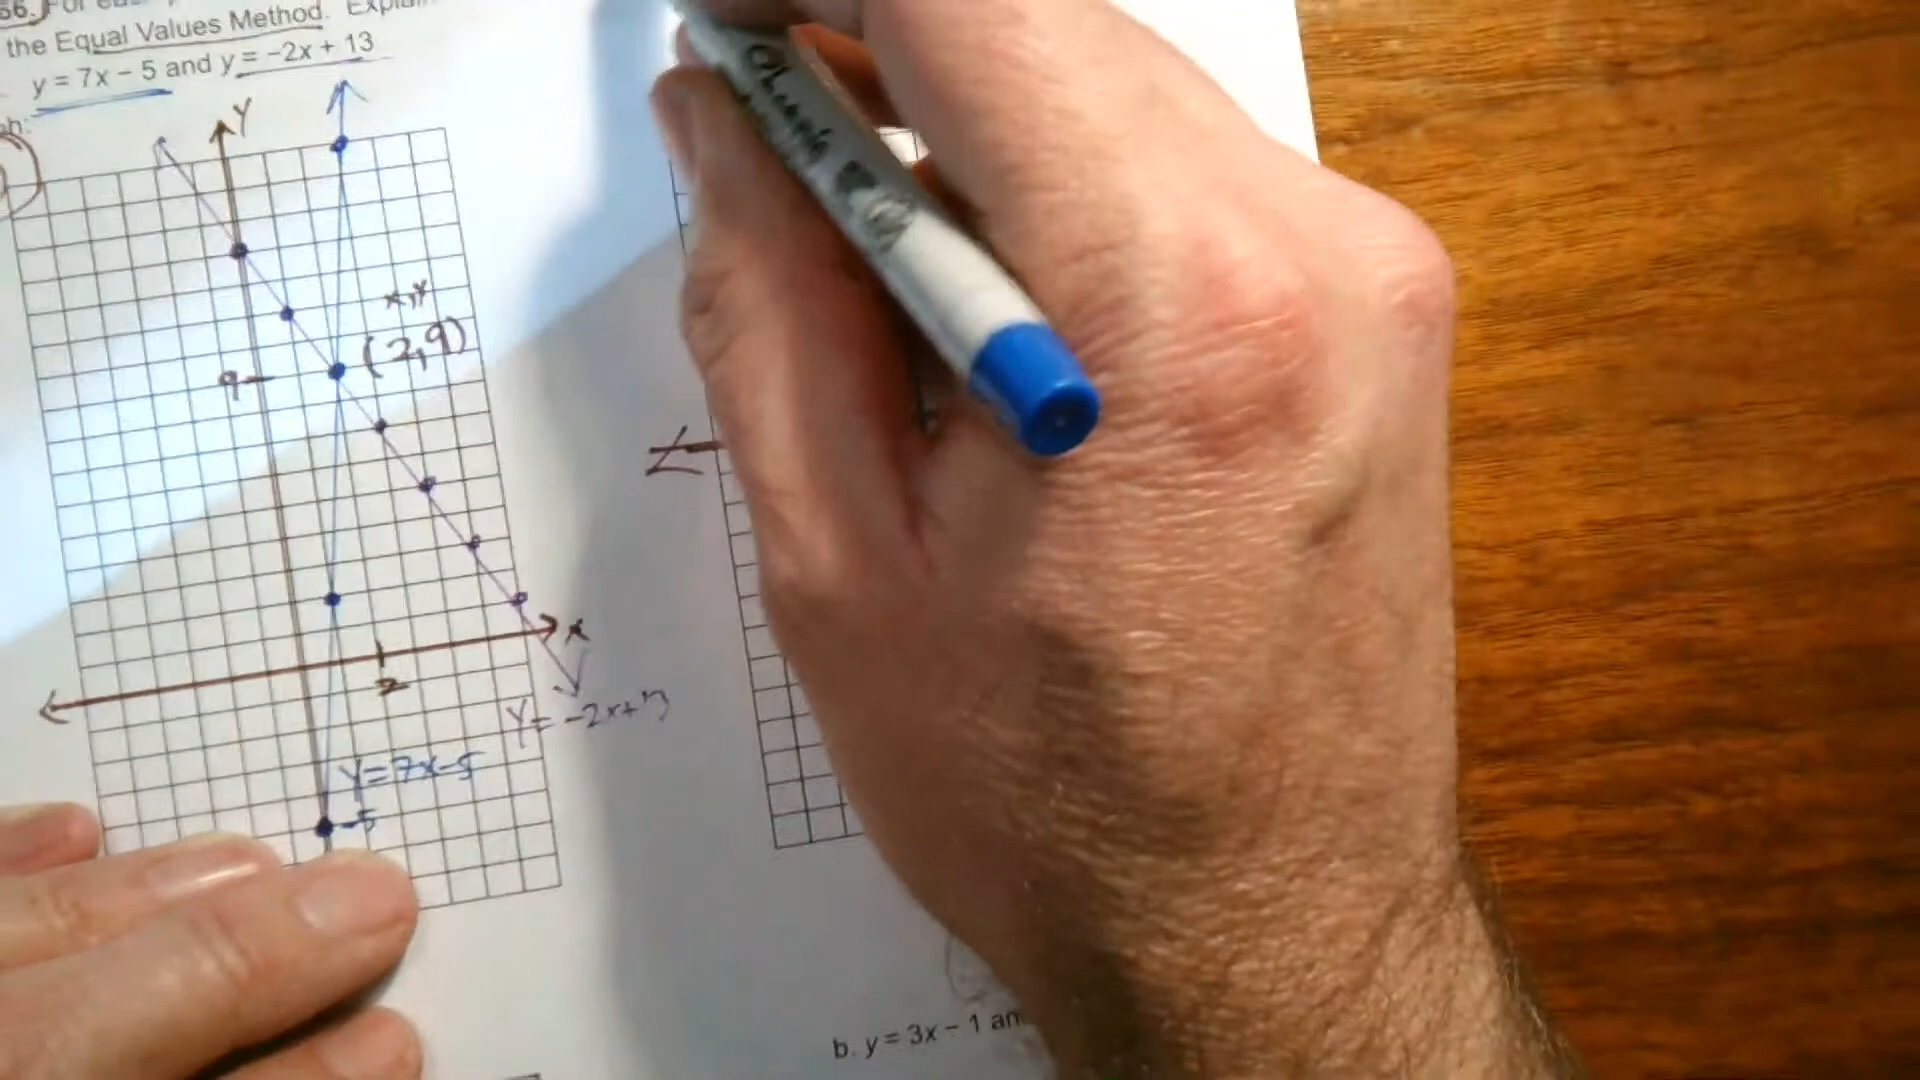 the Equal Values Method.
y = 7x – 5 and y = –2x + 13
Y
x,y
(2,9)
9
x
2
Y= -2x+13
Y=7x-5
-5
b. y = 3x – 1